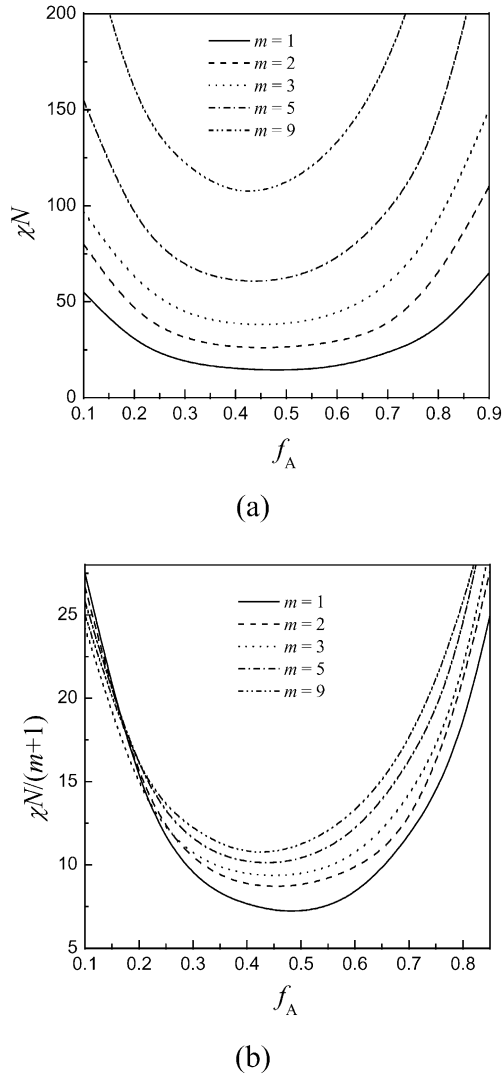 200
150
100
50
0
χN
m = 1
m = 2
m = 3
m = 5
m = 9
0.1 0.2 0.3 0.4 0.5 0.6 0.7 0.8 0.9
fA
(a)
25
20
15
10
5
χN/(m+1)
m = 1
m = 2
m = 3
m = 5
m = 9
0.1 0.2 0.3 0.4 0.5 0.6 0.7 0.8
fA
(b)